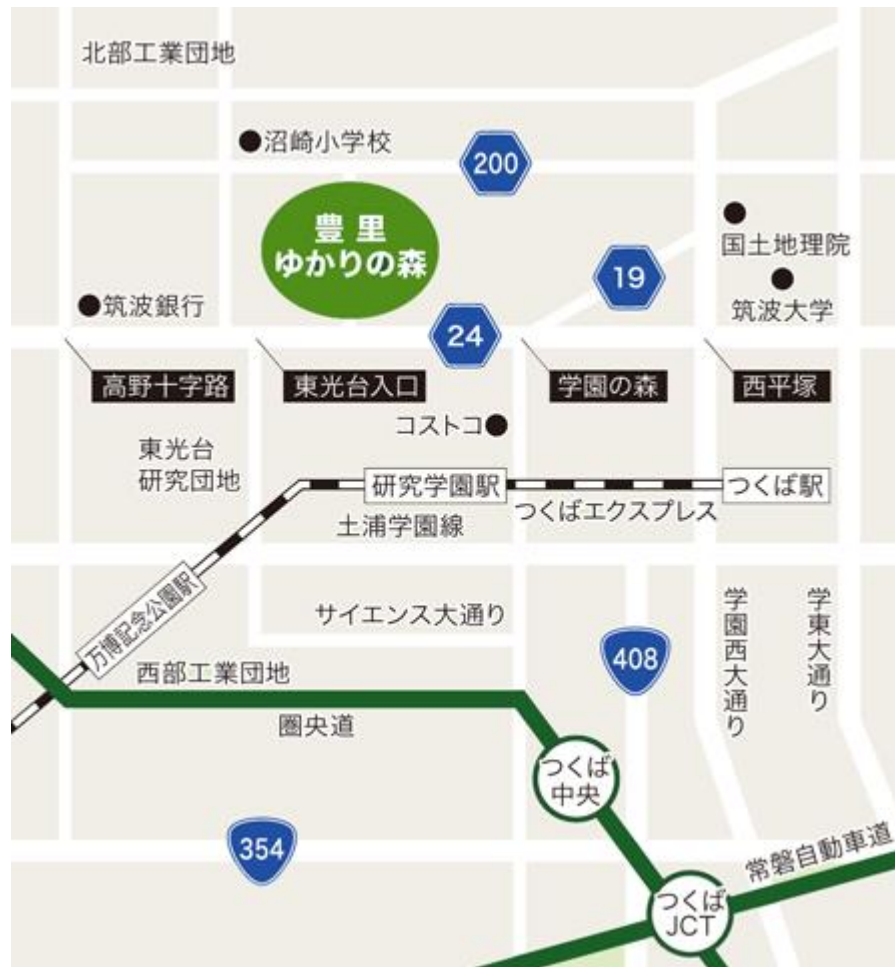 北部工業団地
沼崎小学校
200
豊里
ゆかりの森
国土地理院
19
筑波大学
筑波銀行
24
高野十字路
東光台入口
学園の森
西平塚
コストコ
東光台
研究団地
研究学園駅
つくば駅
つくばエクスプレス
土浦学園線
万博記念公園駅
サイエンス大通り
学園西大通り
学東大通り
408
西部工業団地
圏央道
つくば
中央
354
常磐自動車道
つくば
JCT